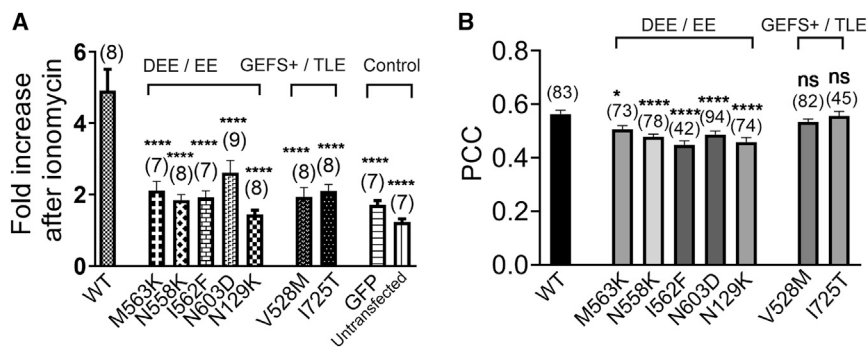 A
Fold increase
after ionomycin
6
4
2
0
DEE / EE
GEFS+ / TLE
Control
(8)
****
(7)
****
(8)
****
(7)
****
(9)
****
(8)
****
(8)
****
(8)
****
(7)
****
(7)
WT
M563K
N558K
I562F
N603D
N129K
V528M
I725T
GFP
Untransfected
B
PCC
0.8
0.6
0.4
0.2
0.0
DEE / EE
GEFS+ / TLE
(83)
*
(73)
****
(78)
****
(42)
****
(94)
****
(74)
ns
(82)
ns
(45)
WT
M563K
N558K
I562F
N603D
N129K
V528M
I725T